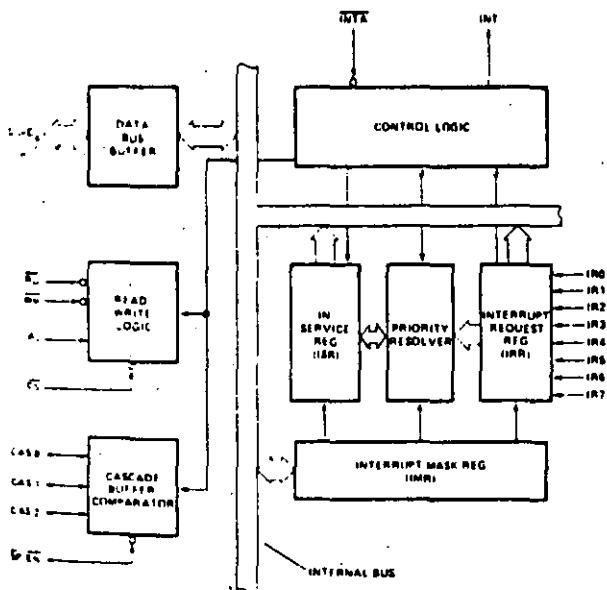 INTA
INT
DATA
BUS
BUFFER
CONTROL LOGIC
READ
WRITE
LOGIC
IN
SERVICE
REG
(ISR)
PRIORITY
RESOLVER
INTERRUPT
REQUEST
REG
(IRR)
IR0
IR1
IR2
IR3
IR4
IR5
IR6
IR7
CAS 0
CAS 1
CAS 2
CASCADE
BUFFER
COMPARATOR
INTERRUPT MASK REG
(IMR)
INTERNAL BUS